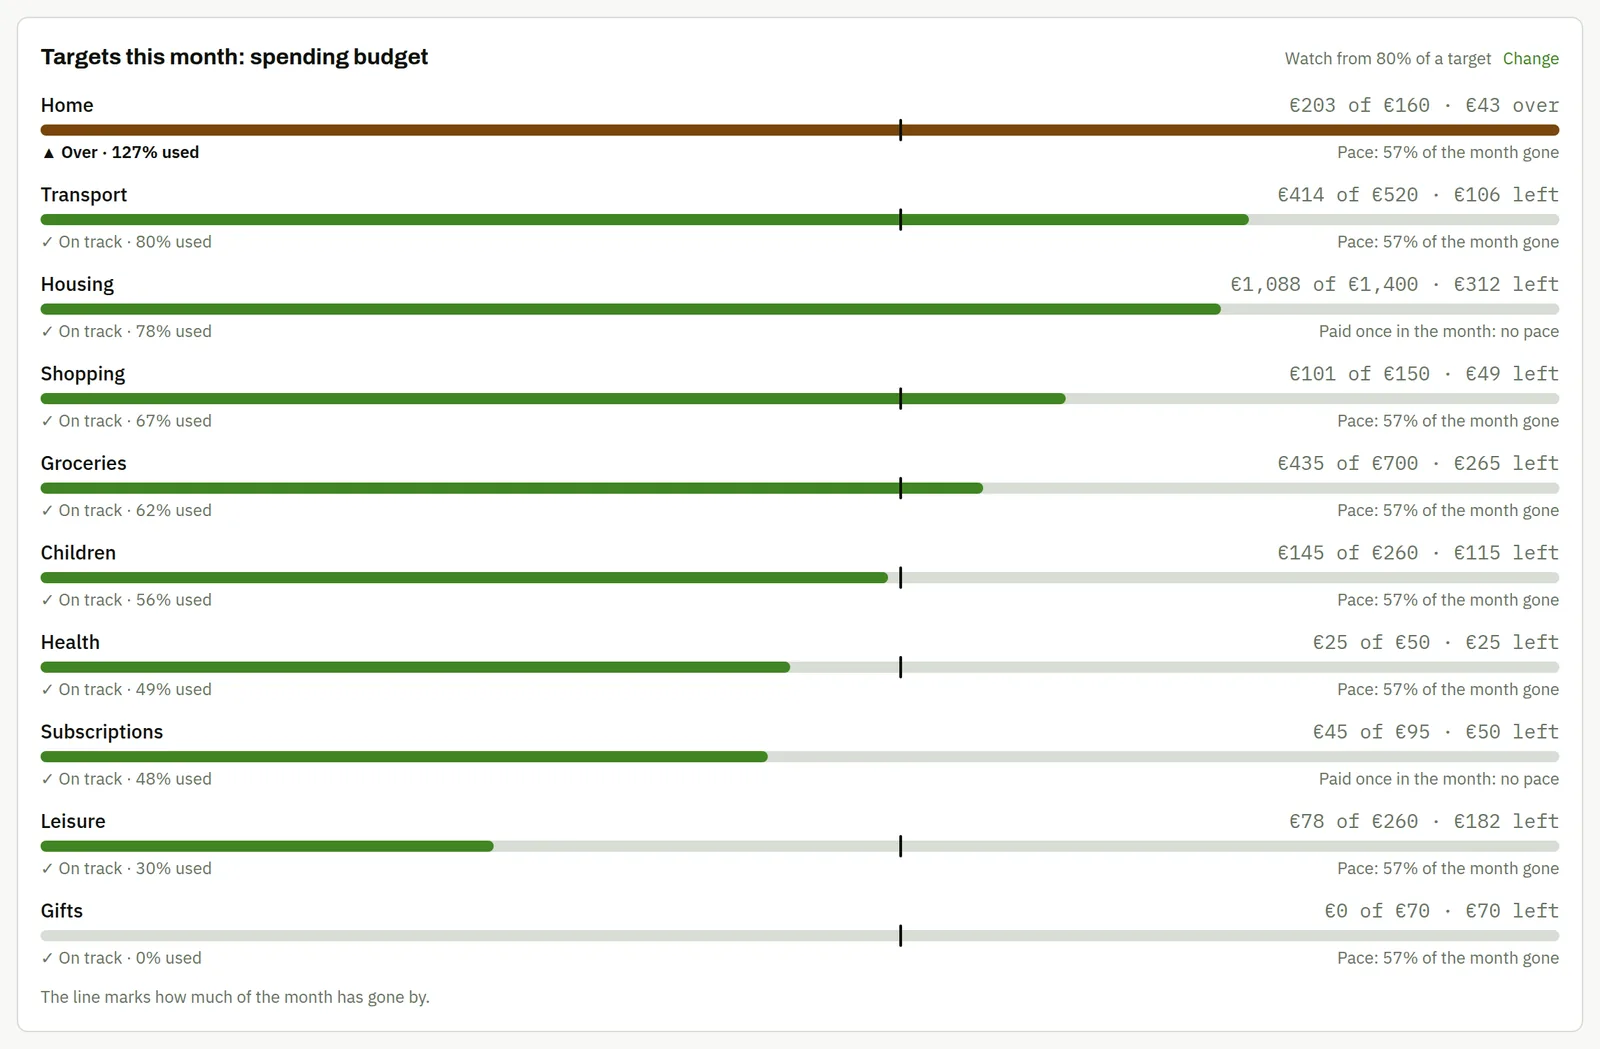 Targets this month: spending budget
Watch from 80% of a target Change
Home
€203 of €160 · €43 over
▲ Over · 127% used
Pace: 57% of the month gone
Transport
€414 of €520 · €106 left
✓ On track · 80% used
Pace: 57% of the month gone
Housing
€1,088 of €1,400 · €312 left
✓ On track · 78% used
Paid once in the month: no pace
Shopping
€101 of €150 · €49 left
✓ On track · 67% used
Pace: 57% of the month gone
Groceries
€435 of €700 · €265 left
✓ On track · 62% used
Pace: 57% of the month gone
Children
€145 of €260 · €115 left
✓ On track · 56% used
Pace: 57% of the month gone
Health
€25 of €50 · €25 left
✓ On track · 49% used
Pace: 57% of the month gone
Subscriptions
€45 of €95 · €50 left
✓ On track · 48% used
Paid once in the month: no pace
Leisure
€78 of €260 · €182 left
✓ On track · 30% used
Pace: 57% of the month gone
Gifts
€0 of €70 · €70 left
✓ On track · 0% used
Pace: 57% of the month gone
The line marks how much of the month has gone by.